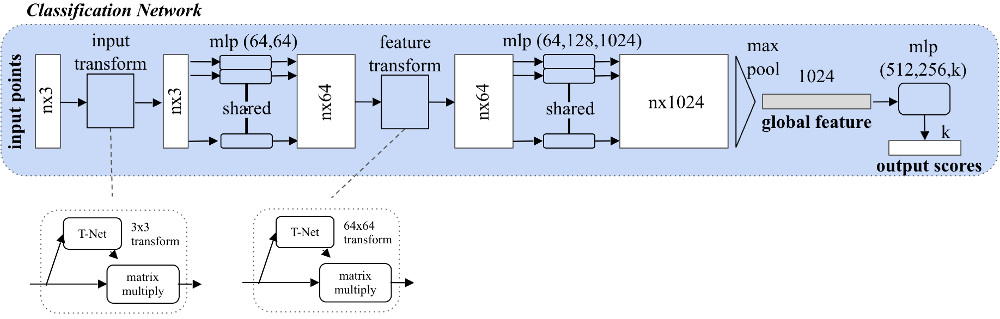 Classification Network
input points
nx3
input
transform
nx3
mlp (64,64)
shared
nx64
feature
transform
nx64
mlp (64,128,1024)
shared
nx1024
max
pool
1024
global feature
mlp
(512,256,k)
k
output scores
T-Net
3x3
transform
matrix
multiply
T-Net
64x64
transform
matrix
multiply